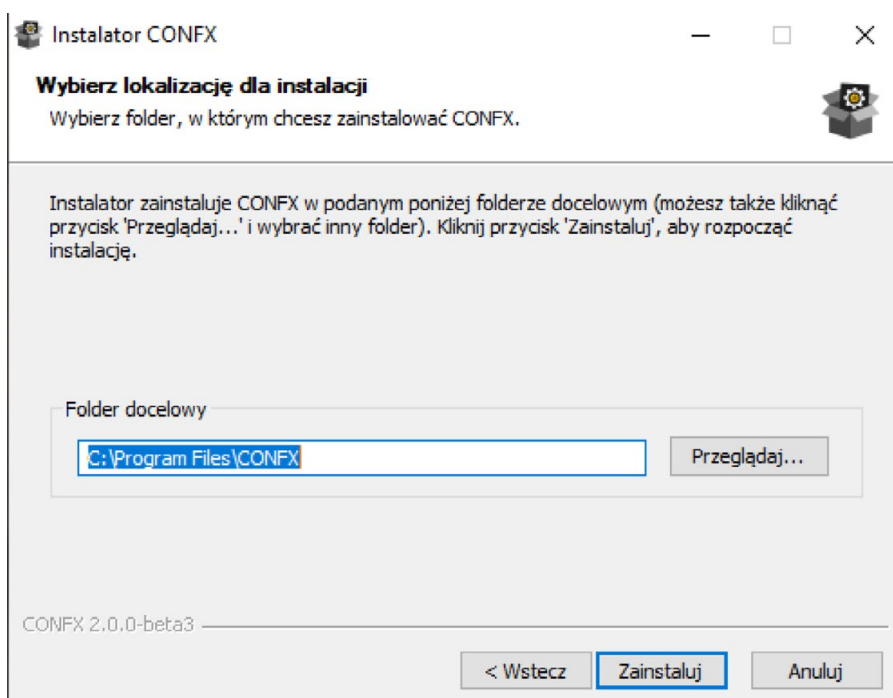 Instalator CONFX
Wybierz lokalizację dla instalacji
Wybierz folder, w którym chcesz zainstalować CONFX.
Instalator zainstaluje CONFX w podanym poniżej folderze docelowym (możesz także kliknąć
przycisk 'Przeglądaj...' i wybrać inny folder). Kliknij przycisk 'Zainstaluj', aby rozpocząć
instalację.
Folder docelowy
C:\Program Files\CONFX
Przeglądaj...
CONFX 2.0.0-beta3
< Wstecz
Zainstaluj
Anuluj